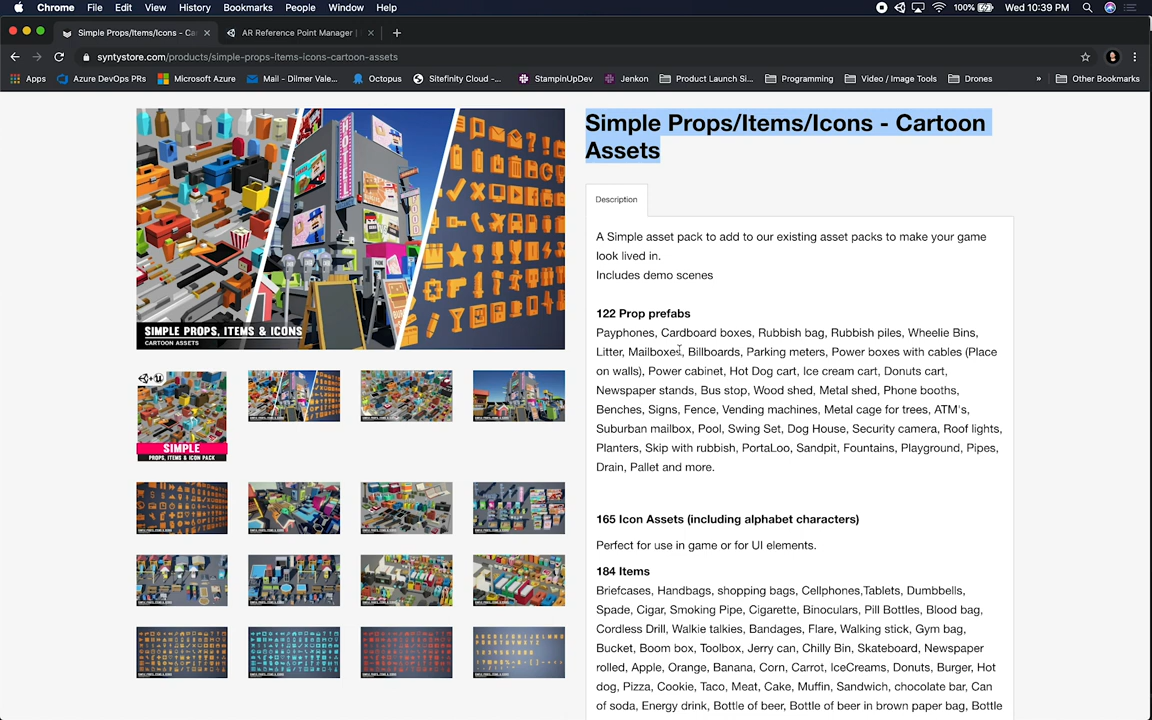 Chrome File Edit View History Bookmarks People Window Help 100% Wed 10:39 PM
Simple Props/Items/Icons - Ca AR Reference Point Manager |
syntystore.com/products/simple-props-items-icons-cartoon-assets
Apps Azure DevOps PRs Microsoft Azure Mail - Dilmer Vale... Octopus Sitefinity Cloud -... StampinUpDev Jenkon Product Launch Si... Programming Video / Image Tools Drones » Other Bookmarks
SIMPLE PROPS, ITEMS & ICONS
CARTOON ASSETS
SIMPLE
PROPS, ITEMS & ICON PACK
Simple Props/Items/Icons - Cartoon
Assets
Description
A Simple asset pack to add to our existing asset packs to make your game
look lived in.
Includes demo scenes
122 Prop prefabs
Payphones, Cardboard boxes, Rubbish bag, Rubbish piles, Wheelie Bins,
Litter, Mailboxes, Billboards, Parking meters, Power boxes with cables (Place
on walls), Power cabinet, Hot Dog cart, Ice cream cart, Donuts cart,
Newspaper stands, Bus stop, Wood shed, Metal shed, Phone booths,
Benches, Signs, Fence, Vending machines, Metal cage for trees, ATM's,
Suburban mailbox, Pool, Swing Set, Dog House, Security camera, Roof lights,
Planters, Skip with rubbish, PortaLoo, Sandpit, Fountains, Playground, Pipes,
Drain, Pallet and more.
165 Icon Assets (including alphabet characters)
Perfect for use in game or for UI elements.
184 Items
Briefcases, Handbags, shopping bags, Cellphones,Tablets, Dumbbells,
Spade, Cigar, Smoking Pipe, Cigarette, Binoculars, Pill Bottles, Blood bag,
Cordless Drill, Walkie talkies, Bandages, Flare, Walking stick, Gym bag,
Bucket, Boom box, Toolbox, Jerry can, Chilly Bin, Skateboard, Newspaper
rolled, Apple, Orange, Banana, Corn, Carrot, IceCreams, Donuts, Burger, Hot
dog, Pizza, Cookie, Taco, Meat, Cake, Muffin, Sandwich, chocolate bar, Can
of soda, Energy drink, Bottle of beer, Bottle of beer in brown paper bag, Bottle